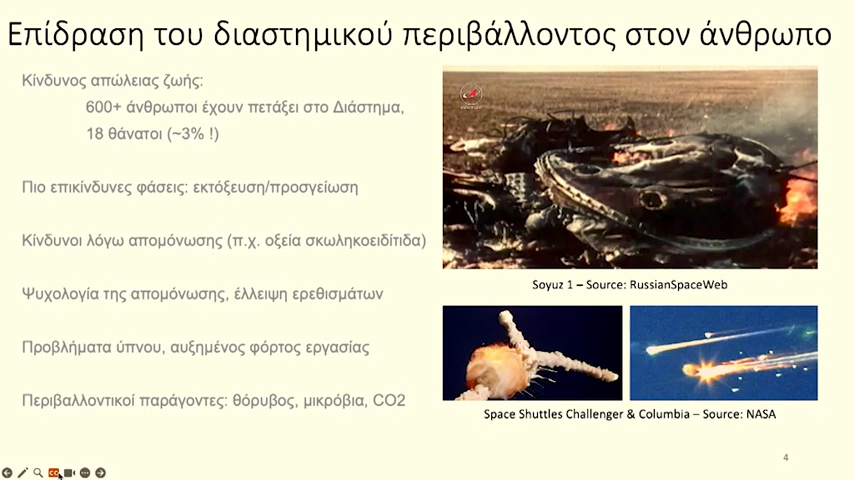 Επίδραση του διαστημικού περιβάλλοντος στον άνθρωπο
Κίνδυνος απώλειας ζωής:
600+ άνθρωποι έχουν πετάξει στο Διάστημα,
18 θάνατοι (~3% !)
Πιο επικίνδυνες φάσεις: εκτόξευση/προσγείωση
Κίνδυνοι λόγω απομόνωσης (π.χ. οξεία σκωληκοειδίτιδα)
Ψυχολογία της απομόνωσης, έλλειψη ερεθισμάτων
Προβλήματα ύπνου, αυξημένος φόρτος εργασίας
Περιβαλλοντικοί παράγοντες: θόρυβος, μικρόβια, CO2
Soyuz 1 – Source: RussianSpaceWeb
Space Shuttles Challenger & Columbia – Source: NASA
4